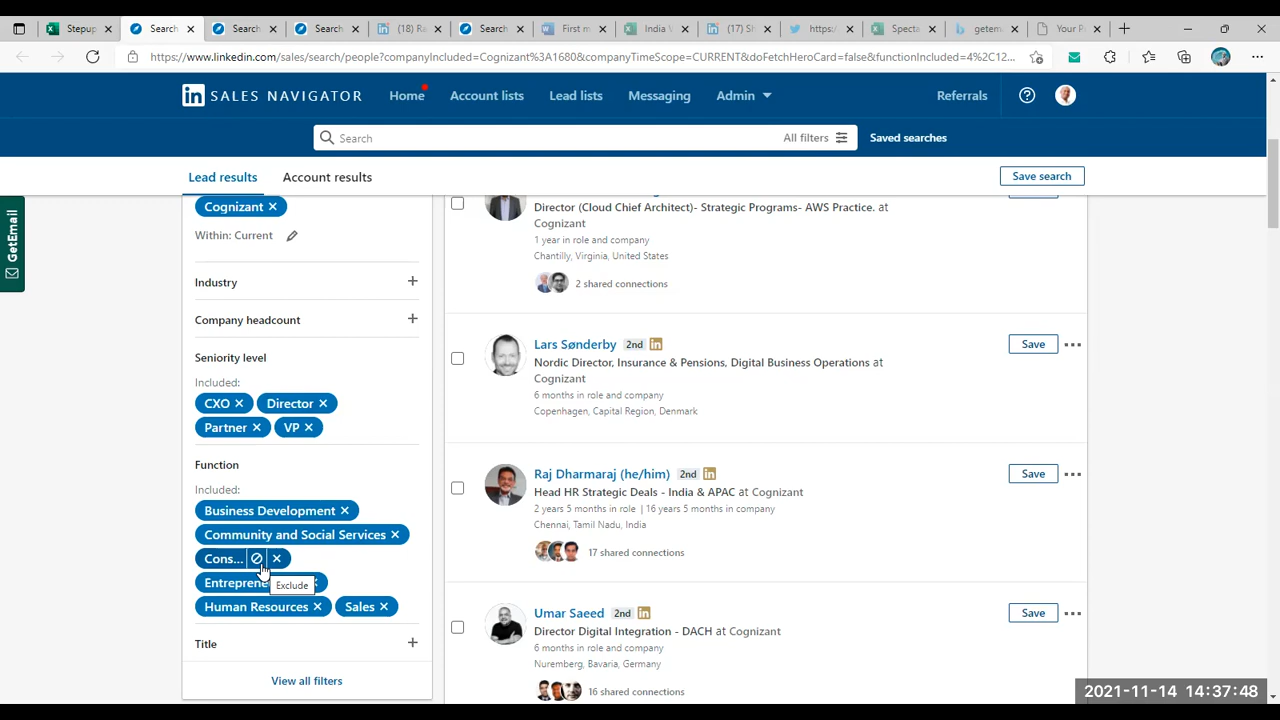 Stepup
Search
Search
Search
(18) Ra
Search
First m
India V
(17) Sh
https:/
Specta
getem
Your P
https://www.linkedin.com/sales/search/people?companyIncluded=Cognizant%3A1680&companyTimeScope=CURRENT&doFetchHeroCard=false&functionIncluded=4%2C12...
in SALES NAVIGATOR
Home
Account lists
Lead lists
Messaging
Admin
Referrals
Search
All filters
Saved searches
Lead results
Account results
Save search
GetEmail
Cognizant
Within: Current
Industry
Company headcount
Seniority level
Included:
CXO
Director
Partner
VP
Function
Included:
Business Development
Community and Social Services
Cons...
Entreprene
Exclude
Human Resources
Sales
Title
View all filters
Director (Cloud Chief Architect)- Strategic Programs- AWS Practice. at
Cognizant
1 year in role and company
Chantilly, Virginia, United States
2 shared connections
Lars Sønderby 2nd in
Save
Nordic Director, Insurance & Pensions, Digital Business Operations at
Cognizant
6 months in role and company
Copenhagen, Capital Region, Denmark
Raj Dharmaraj (he/him) 2nd in
Save
Head HR Strategic Deals - India & APAC at Cognizant
2 years 5 months in role | 16 years 5 months in company
Chennai, Tamil Nadu, India
17 shared connections
Umar Saeed 2nd in
Save
Director Digital Integration - DACH at Cognizant
6 months in role and company
Nuremberg, Bavaria, Germany
16 shared connections
2021-11-14 14:37:48